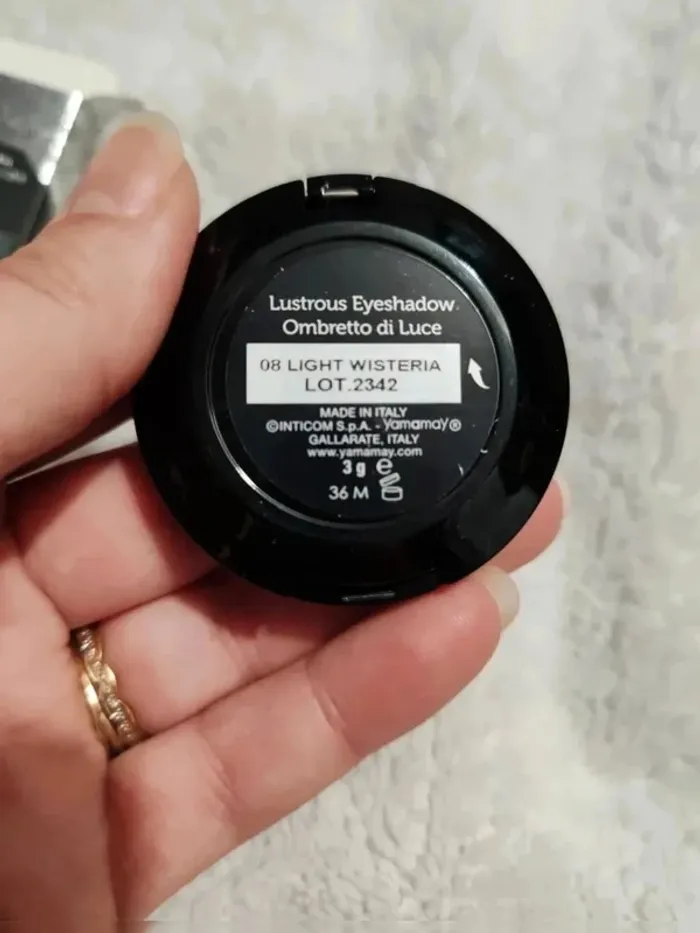 Lustrous Eyeshadow
Ombretto di Luce
08 LIGHT WISTERIA
LOT.2342
MADE IN ITALY
©INTICOM S.p.A. - Yamamay®
GALLARATE, ITALY
www.yamamay.com
3 g ℮
36 M